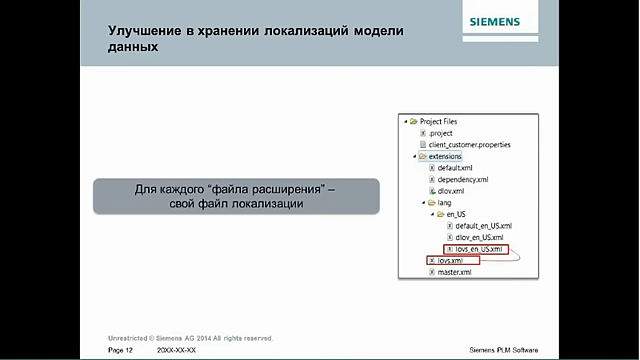 Улучшение в хранении локализаций модели
данных
SIEMENS
Для каждого “файла расширения” –
свой файл локализации
Project Files
.project
client_customer.properties
extensions
default.xml
dependency.xml
dlov.xml
lang
en_US
default_en_US.xml
dlov_en_US.xml
lovs_en_US.xml
lovs.xml
master.xml
Unrestricted © Siemens AG 2014 All rights reserved.
Page 12 20XX-XX-XX Siemens PLM Software